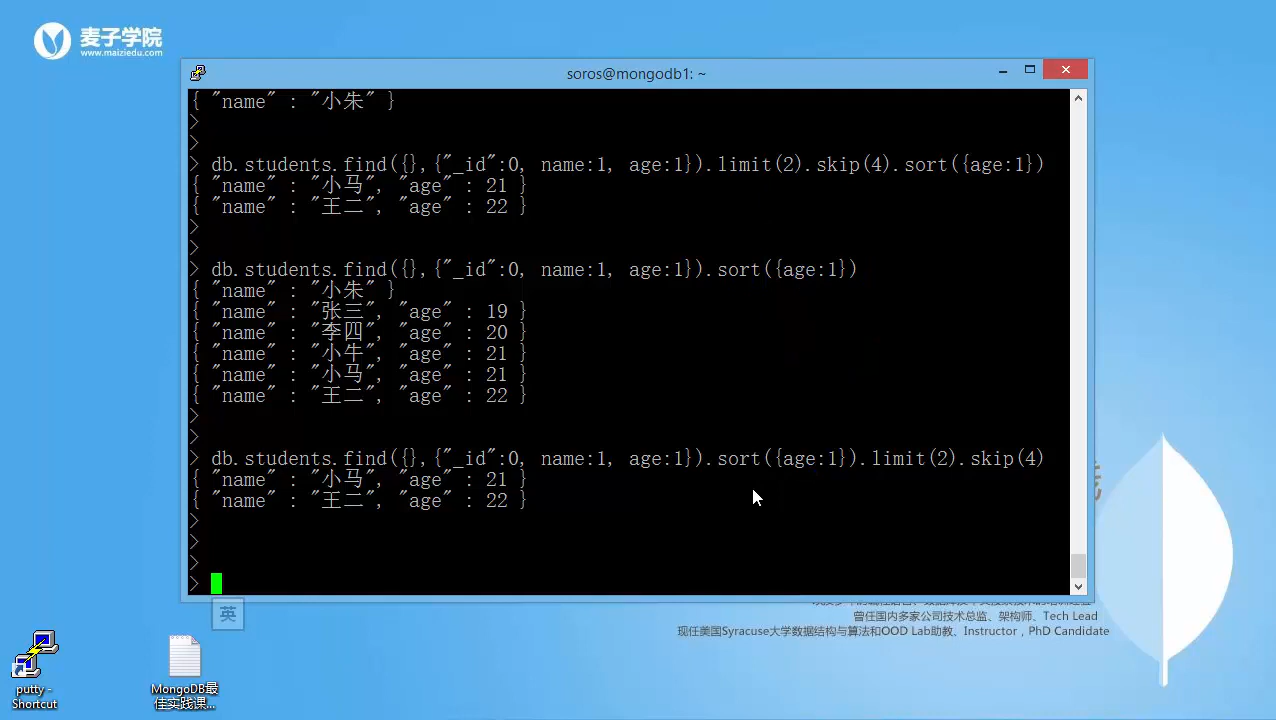 麦子学院
www.maiziedu.com
soros@mongodb1: ~
{ "name" : "小朱" }
>
>
> db.students.find({},{"_id":0, name:1, age:1}).limit(2).skip(4).sort({age:1})
{ "name" : "小马", "age" : 21 }
{ "name" : "王二", "age" : 22 }
>
>
> db.students.find({},{"_id":0, name:1, age:1}).sort({age:1})
{ "name" : "小朱" }
{ "name" : "张三", "age" : 19 }
{ "name" : "李四", "age" : 20 }
{ "name" : "小牛", "age" : 21 }
{ "name" : "小马", "age" : 21 }
{ "name" : "王二", "age" : 22 }
>
>
> db.students.find({},{"_id":0, name:1, age:1}).sort({age:1}).limit(2).skip(4)
{ "name" : "小马", "age" : 21 }
{ "name" : "王二", "age" : 22 }
>
>
>
>
英
曾任国内多家公司技术总监、架构师、Tech Lead
现任美国Syracuse大学数据结构与算法和OOD Lab助教、Instructor，PhD Candidate
putty -
Shortcut
MongoDB最
佳实践课...